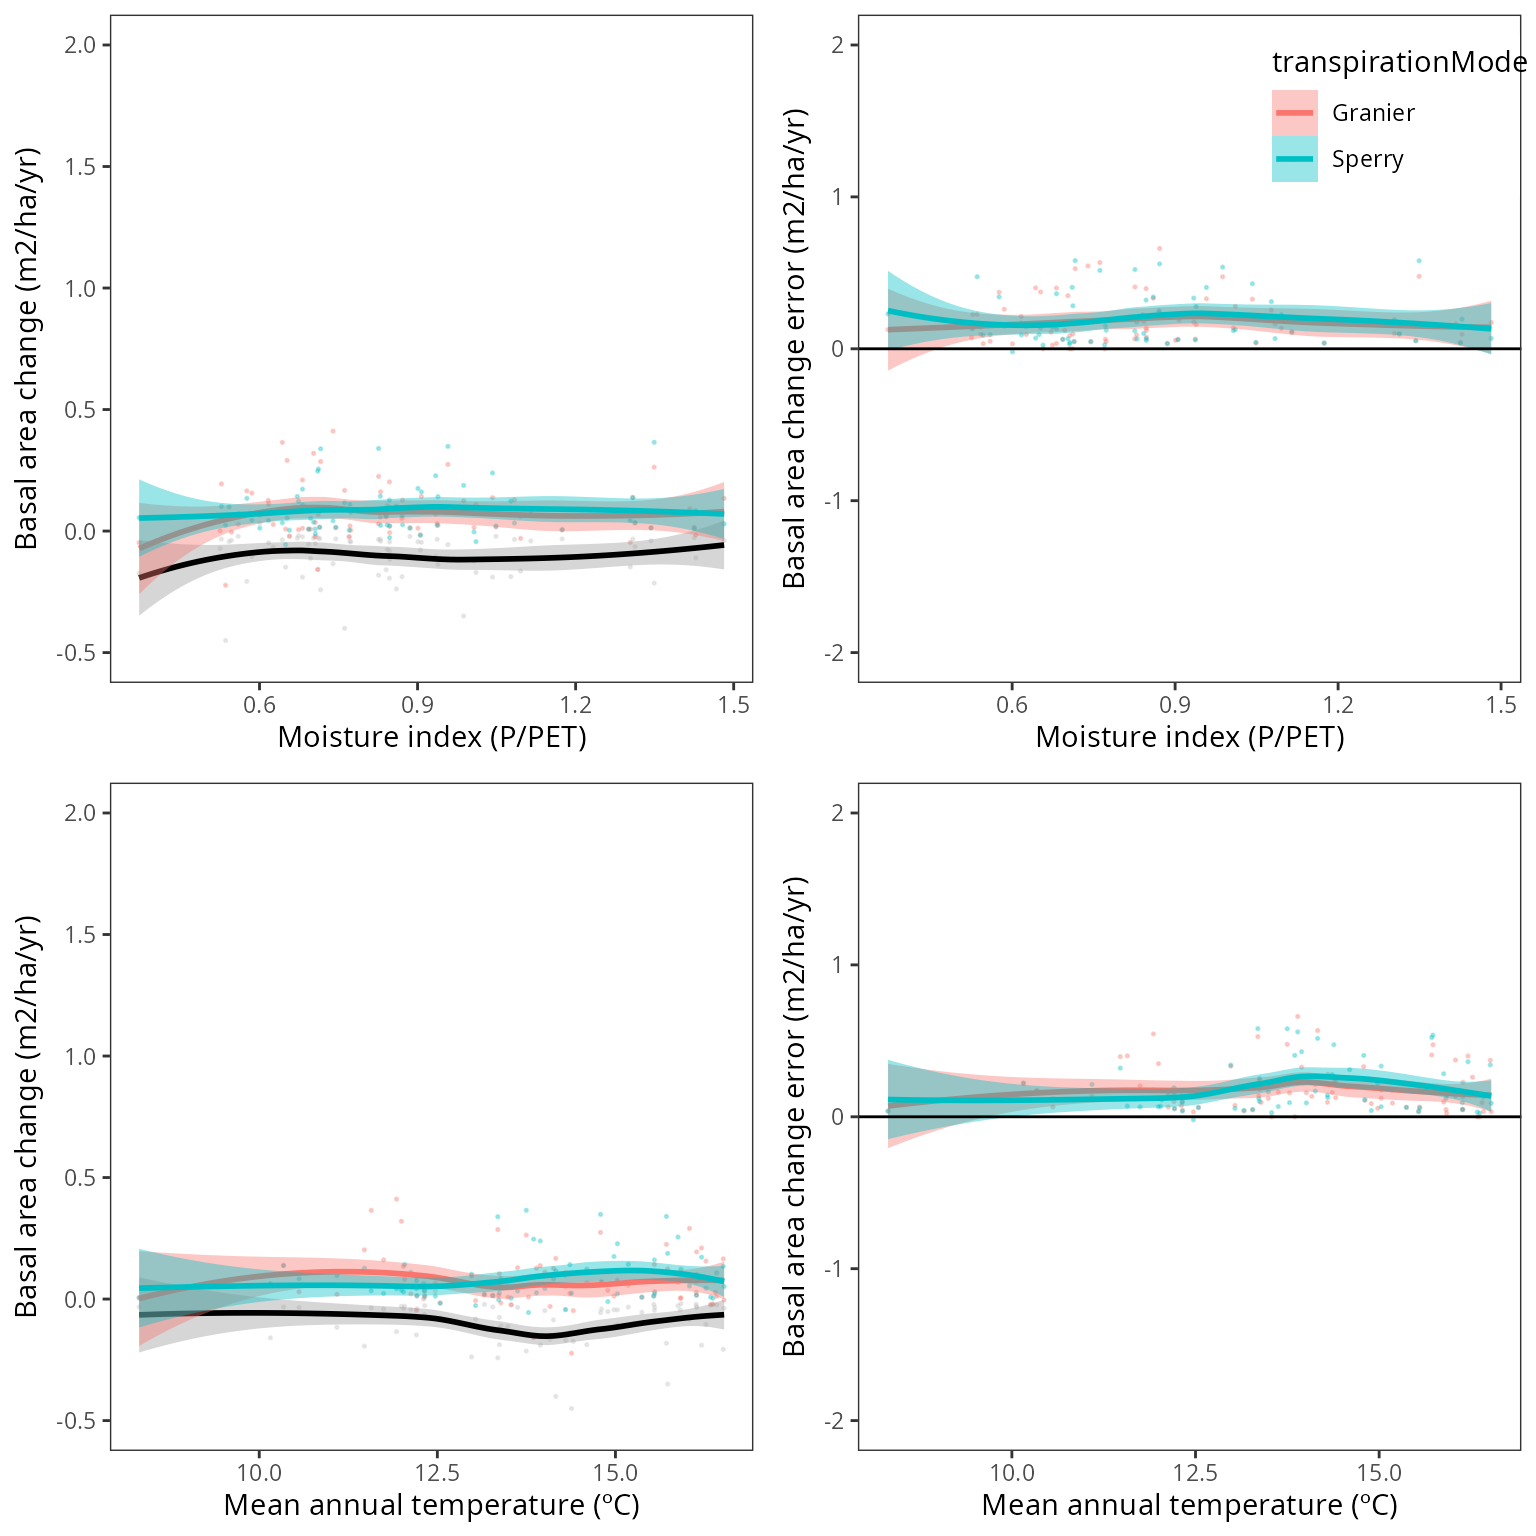 Basal area change (m2/ha/yr)
2.0
1.5
1.0
0.5
0.0
-0.5
0.6 0.9 1.2 1.5
Moisture index (P/PET)
Basal area change error (m2/ha/yr)
2
1
0
-1
-2
transpirationMode
Granier
Sperry
0.6 0.9 1.2 1.5
Moisture index (P/PET)
Basal area change (m2/ha/yr)
2.0
1.5
1.0
0.5
0.0
-0.5
10.0 12.5 15.0
Mean annual temperature (ºC)
Basal area change error (m2/ha/yr)
2
1
0
-1
-2
10.0 12.5 15.0
Mean annual temperature (ºC)